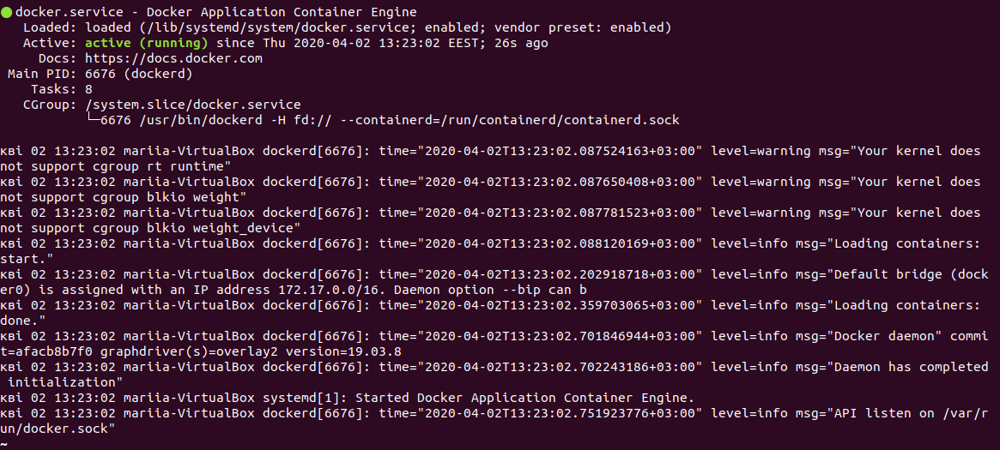 ● docker.service - Docker Application Container Engine
   Loaded: loaded (/lib/systemd/system/docker.service; enabled; vendor preset: enabled)
   Active: active (running) since Thu 2020-04-02 13:23:02 EEST; 26s ago
     Docs: https://docs.docker.com
 Main PID: 6676 (dockerd)
    Tasks: 8
   CGroup: /system.slice/docker.service
           └─6676 /usr/bin/dockerd -H fd:// --containerd=/run/containerd/containerd.sock

кві 02 13:23:02 mariia-VirtualBox dockerd[6676]: time="2020-04-02T13:23:02.087524163+03:00" level=warning msg="Your kernel does
not support cgroup rt runtime"
кві 02 13:23:02 mariia-VirtualBox dockerd[6676]: time="2020-04-02T13:23:02.087650408+03:00" level=warning msg="Your kernel does
not support cgroup blkio weight"
кві 02 13:23:02 mariia-VirtualBox dockerd[6676]: time="2020-04-02T13:23:02.087781523+03:00" level=warning msg="Your kernel does
not support cgroup blkio weight_device"
кві 02 13:23:02 mariia-VirtualBox dockerd[6676]: time="2020-04-02T13:23:02.088120169+03:00" level=info msg="Loading containers:
start."
кві 02 13:23:02 mariia-VirtualBox dockerd[6676]: time="2020-04-02T13:23:02.202918718+03:00" level=info msg="Default bridge (dock
er0) is assigned with an IP address 172.17.0.0/16. Daemon option --bip can b
кві 02 13:23:02 mariia-VirtualBox dockerd[6676]: time="2020-04-02T13:23:02.359703065+03:00" level=info msg="Loading containers:
done."
кві 02 13:23:02 mariia-VirtualBox dockerd[6676]: time="2020-04-02T13:23:02.701846944+03:00" level=info msg="Docker daemon" commi
t=afacb8b7f0 graphdriver(s)=overlay2 version=19.03.8
кві 02 13:23:02 mariia-VirtualBox dockerd[6676]: time="2020-04-02T13:23:02.702243186+03:00" level=info msg="Daemon has completed
 initialization"
кві 02 13:23:02 mariia-VirtualBox systemd[1]: Started Docker Application Container Engine.
кві 02 13:23:02 mariia-VirtualBox dockerd[6676]: time="2020-04-02T13:23:02.751923776+03:00" level=info msg="API listen on /var/r
un/docker.sock"
~